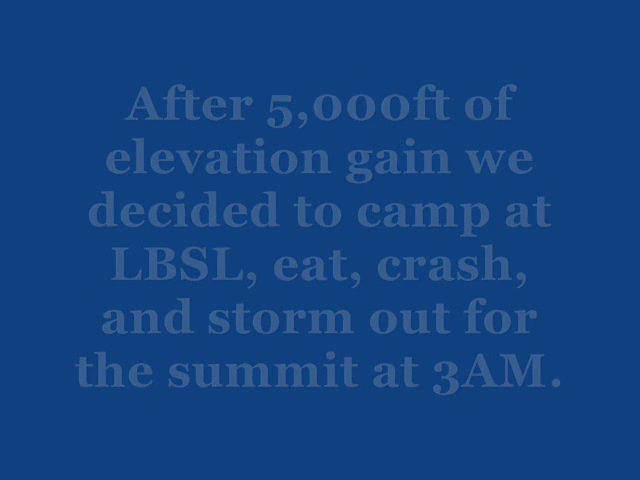 After 5,000ft of
elevation gain we
decided to camp at
LBSL, eat, crash,
and storm out for
the summit at 3AM.